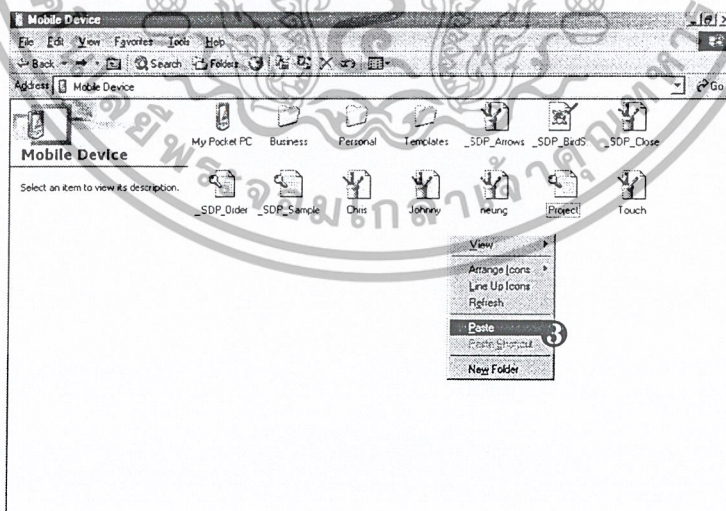 Mobile Device
File Edit View Favorites Tools Help
Back Search Folders
Address Mobile Device Go
My Pocket PC Business Personal Templates _SDP_Arrows _SDP_BirdS _SDP_Close
Mobile Device
Select an item to view its description.
_SDP_Order _SDP_Sample Chris Johnny neung Project Touch
View
Arrange Icons
Line Up Icons
Refresh
Paste 3
Paste Shortcut
New Folder